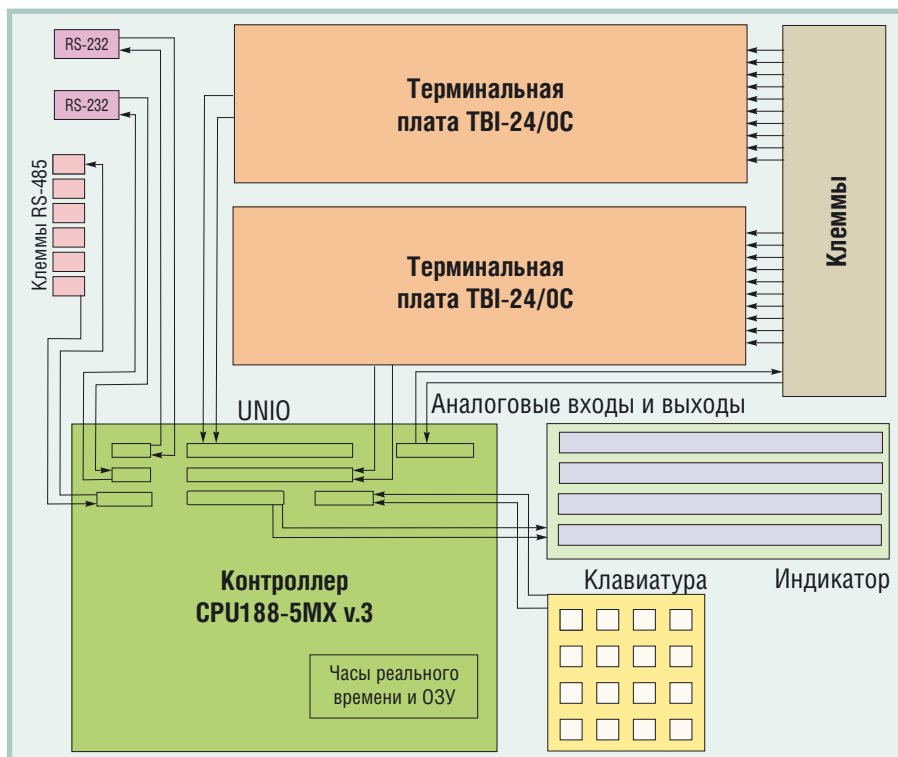 RS-232
RS-232
Клеммы RS-485
Терминальная
плата TBI-24/0C
Терминальная
плата TBI-24/0C
Клеммы
UNIO
Аналоговые входы и выходы
Контроллер
CPU188-5MX v.3
Часы реального
времени и ОЗУ
Клавиатура
Индикатор